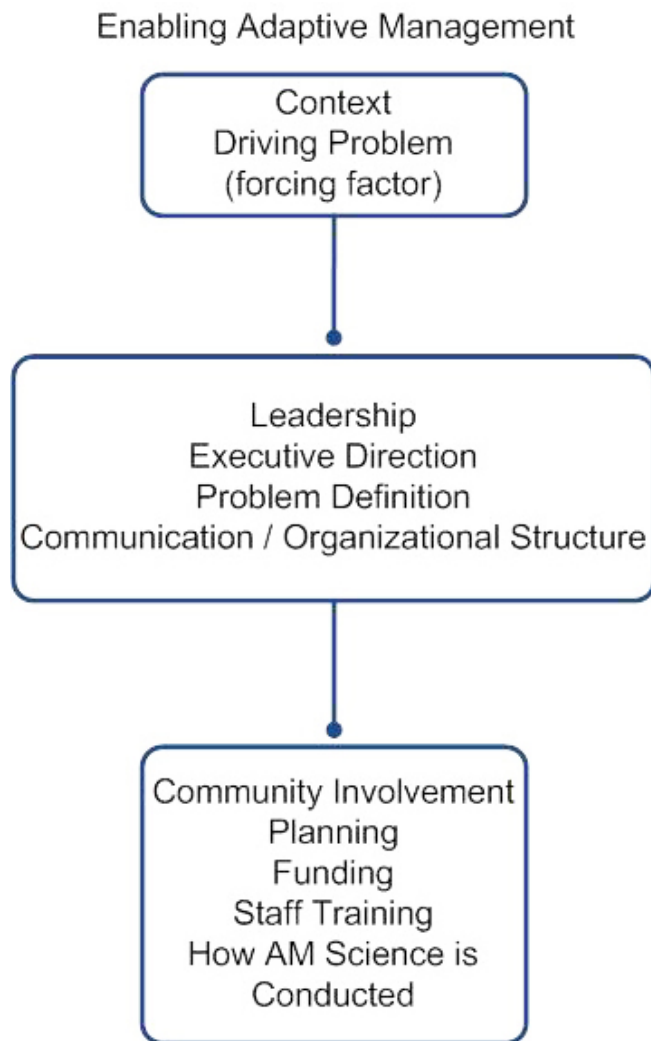 Enabling Adaptive Management
Context
Driving Problem
(forcing factor)
Leadership
Executive Direction
Problem Definition
Communication / Organizational Structure
Community Involvement
Planning
Funding
Staff Training
How AM Science is
Conducted